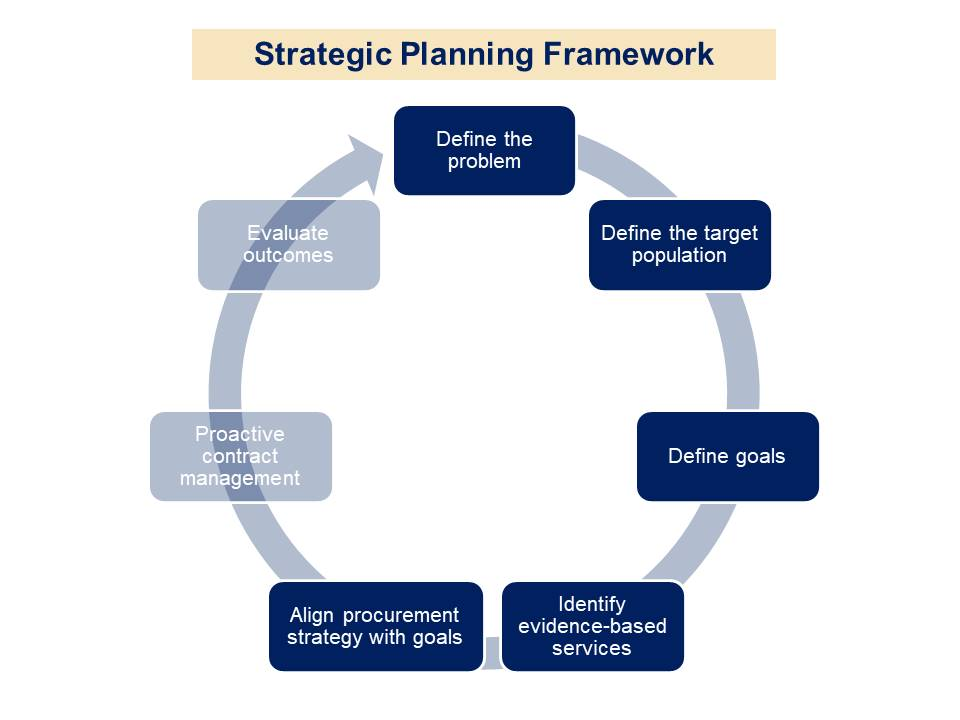 Strategic Planning Framework
Define the
problem
Define the target
population
Define goals
Identify
evidence-based
services
Align procurement
strategy with goals
Proactive
contract
management
Evaluate
outcomes